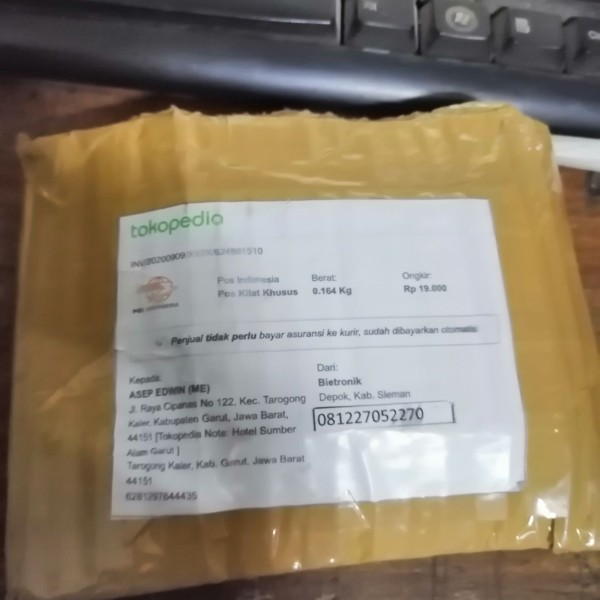 tokopedia
Pos Indonesia
Berat:
Ongkir:
Pos Kilat Khusus
0.164 Kg
Rp 19.000
Penjual tidak perlu bayar asuransi ke kurir, sudah dibayarkan otomatis
Kepada:
ASEP EDWIN (ME)
Jl. Raya Cipanas No 122, Kec. Tarogong
Kaler, Kabupaten Garut, Jawa Barat,
44151 [Tokopedia Note: Hotel Sumber
Alam Garut ]
Tarogong Kaler, Kab. Garut, Jawa Barat
44151
6281297644435
Dari:
Bietronik
Depok, Kab. Sleman
081227052270